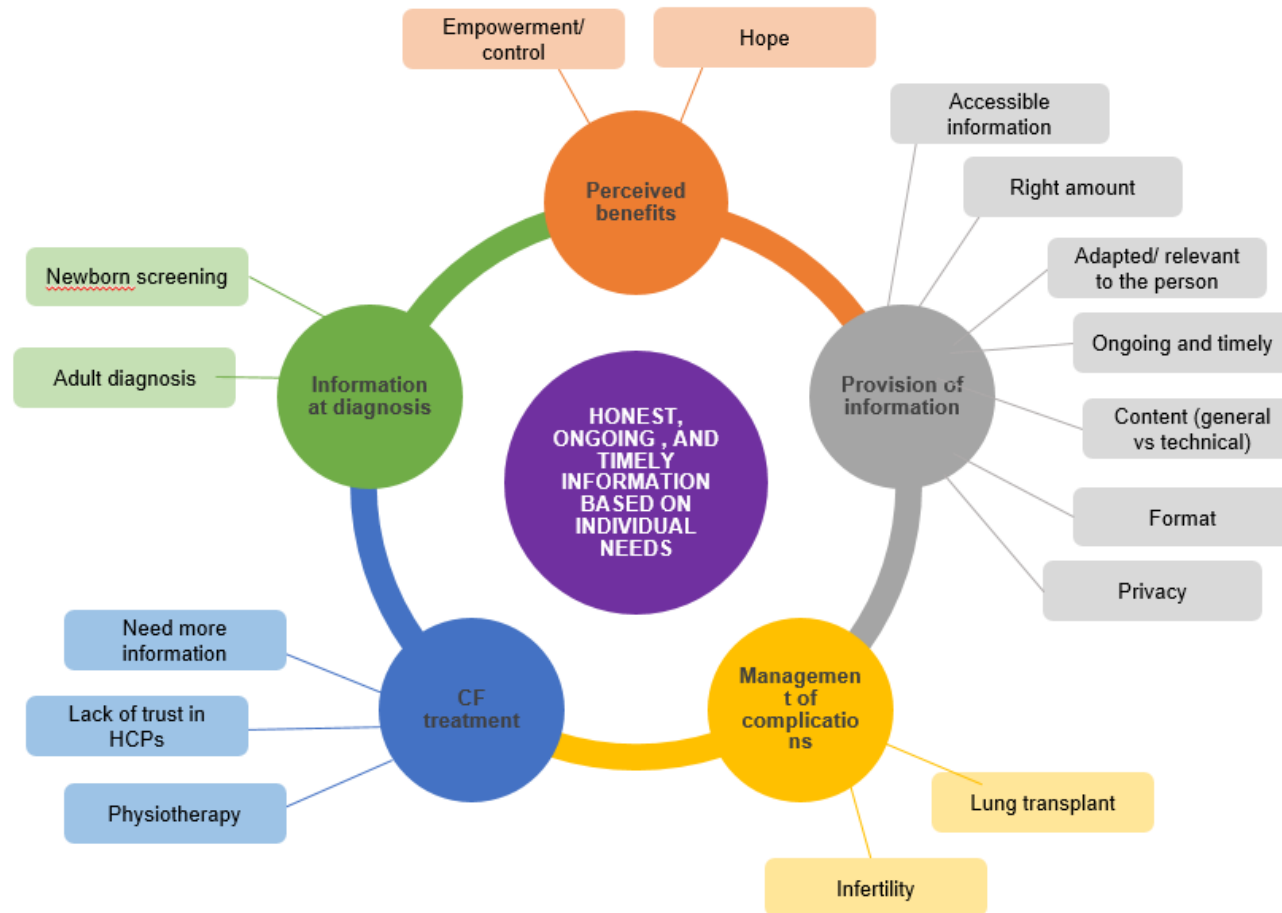 Empowerment/
control
Hope
Accessible
information
Right amount
Adapted/ relevant
to the person
Ongoing and timely
Content (general
vs technical)
Format
Privacy
Perceived
benefits
Provision of
information
Newborn screening
Adult diagnosis
Information
at diagnosis
HONEST,
ONGOING , AND
TIMELY
INFORMATION
BASED ON
INDIVIDUAL
NEEDS
Need more
information
Lack of trust in
HCPs
Physiotherapy
CF
treatment
Managemen
t of
complicatio
ns
Lung transplant
Infertility